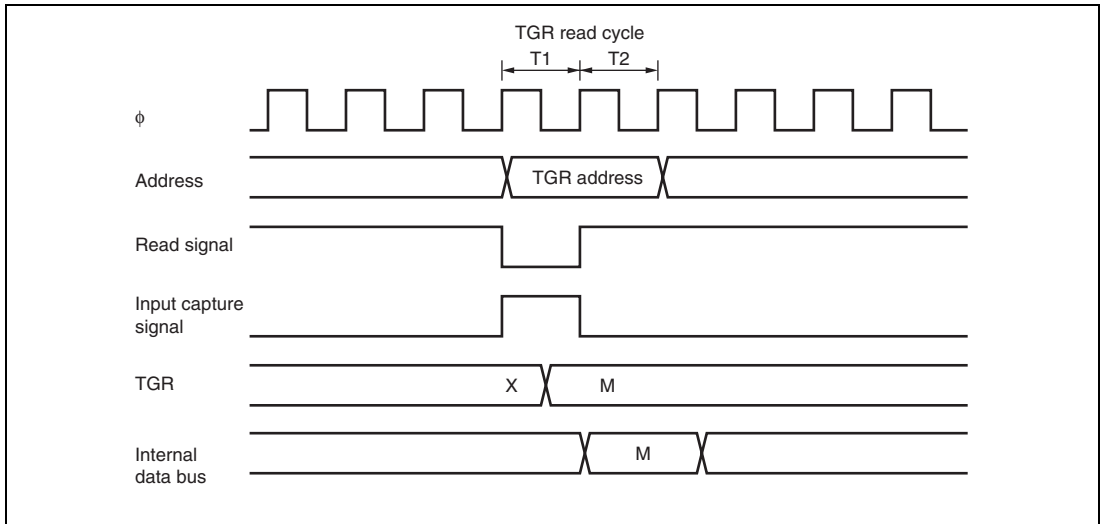 TGR read cycle
T1 T2
ϕ
Address
TGR address
Read signal
Input capture
signal
TGR
X M
Internal
data bus
M